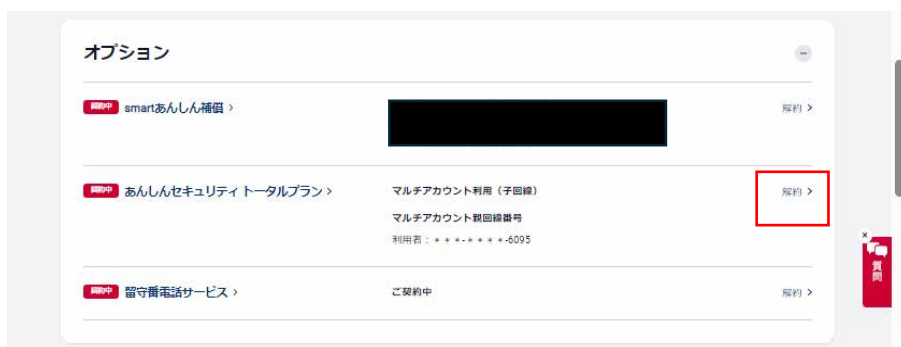 オプション
契約中 smartあんしん補償 >
解約 >
契約中 あんしんセキュリティ トータルプラン >
マルチアカウント利用（子回線）
解約 >
マルチアカウント親回線番号
利用者：＊＊＊-＊＊＊＊-6095
契約中 留守番電話サービス >
ご契約中
解約 >
×
質問